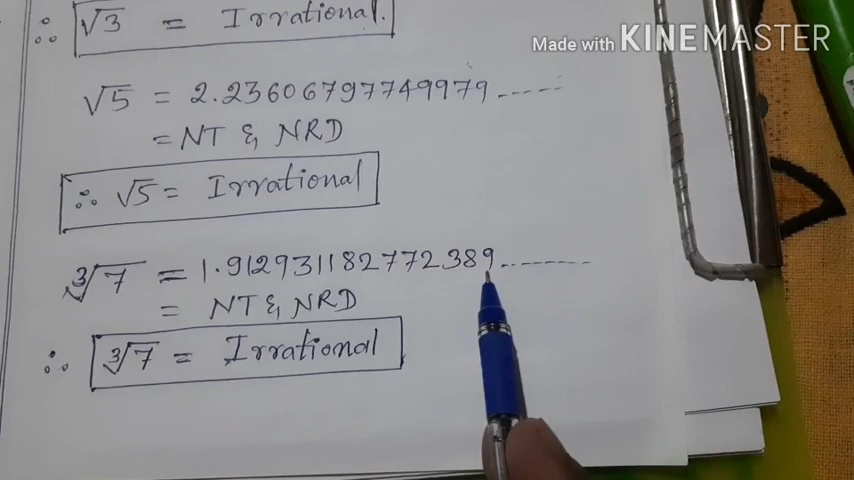 ∴ √3 = Irrational.
Made with KINEMASTER
√5 = 2.23606797749979-----
= NT & NRD
∴ √5 = Irrational
∛7 = 1.912931182772389--------
= NT & NRD
∴ ∛7 = Irrational